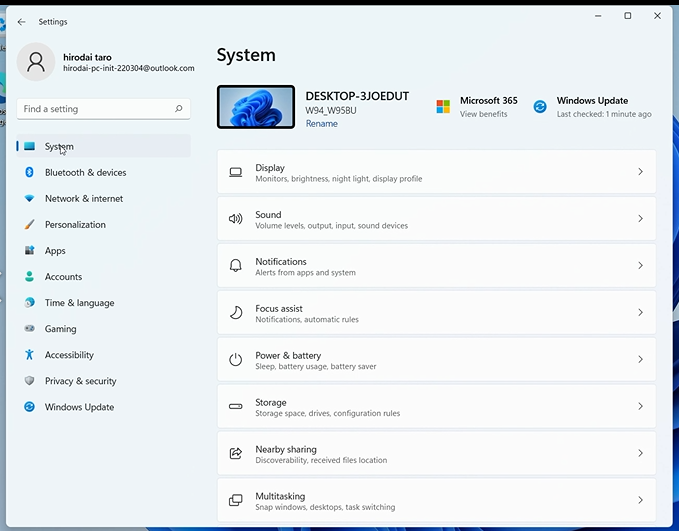 Settings
hirodai taro
hirodai-pc-init-220304@outlook.com
Find a setting
System
Bluetooth & devices
Network & internet
Personalization
Apps
Accounts
Time & language
Gaming
Accessibility
Privacy & security
Windows Update
System
DESKTOP-3JOEDUT
W94_W95BU
Rename
Microsoft 365
View benefits
Windows Update
Last checked: 1 minute ago
Display
Monitors, brightness, night light, display profile
Sound
Volume levels, output, input, sound devices
Notifications
Alerts from apps and system
Focus assist
Notifications, automatic rules
Power & battery
Sleep, battery usage, battery saver
Storage
Storage space, drives, configuration rules
Nearby sharing
Discoverability, received files location
Multitasking
Snap windows, desktops, task switching